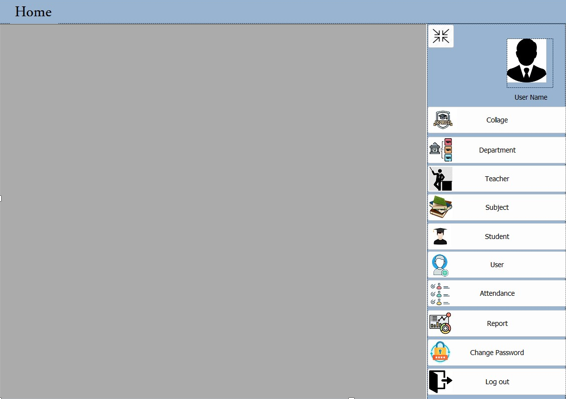 Home
User Name
Collage
Department
Teacher
Subject
Student
User
Attendance
Report
Change Password
Log out